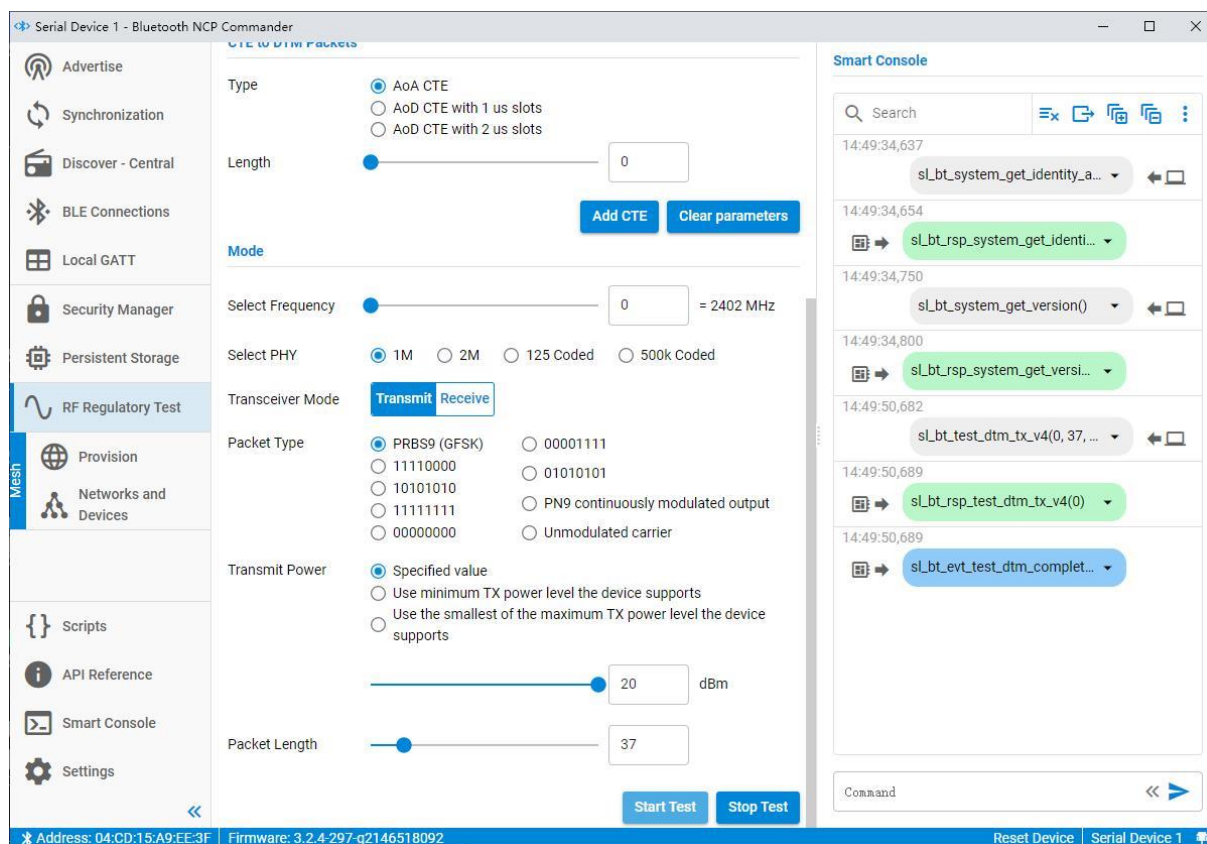 Serial Device 1 - Bluetooth NCP Commander
Advertise
Synchronization
Discover - Central
BLE Connections
Local GATT
Security Manager
Persistent Storage
RF Regulatory Test
Mesh
Provision
Networks and
Devices
Scripts
API Reference
Smart Console
Settings
CTE to DTM Packets
Type
AoA CTE
AoD CTE with 1 us slots
AoD CTE with 2 us slots
Length
0
Add CTE
Clear parameters
Mode
Select Frequency
0
= 2402 MHz
Select PHY
1M
2M
125 Coded
500k Coded
Transceiver Mode
Transmit
Receive
Packet Type
PRBS9 (GFSK)
11110000
10101010
11111111
00000000
00001111
01010101
PN9 continuously modulated output
Unmodulated carrier
Transmit Power
Specified value
Use minimum TX power level the device supports
Use the smallest of the maximum TX power level the device
supports
20
dBm
Packet Length
37
Start Test
Stop Test
Smart Console
Search
14:49:34,637
sl_bt_system_get_identity_a...
14:49:34,654
sl_bt_rsp_system_get_identi...
14:49:34,750
sl_bt_system_get_version()
14:49:34,800
sl_bt_rsp_system_get_versi...
14:49:50,682
sl_bt_test_dtm_tx_v4(0, 37, ...
14:49:50,689
sl_bt_rsp_test_dtm_tx_v4(0)
14:49:50,689
sl_bt_evt_test_dtm_complet...
Command
Address: 04:CD:15:A9:EE:3F
Firmware: 3.2.4-297-g2146518092
Reset Device
Serial Device 1